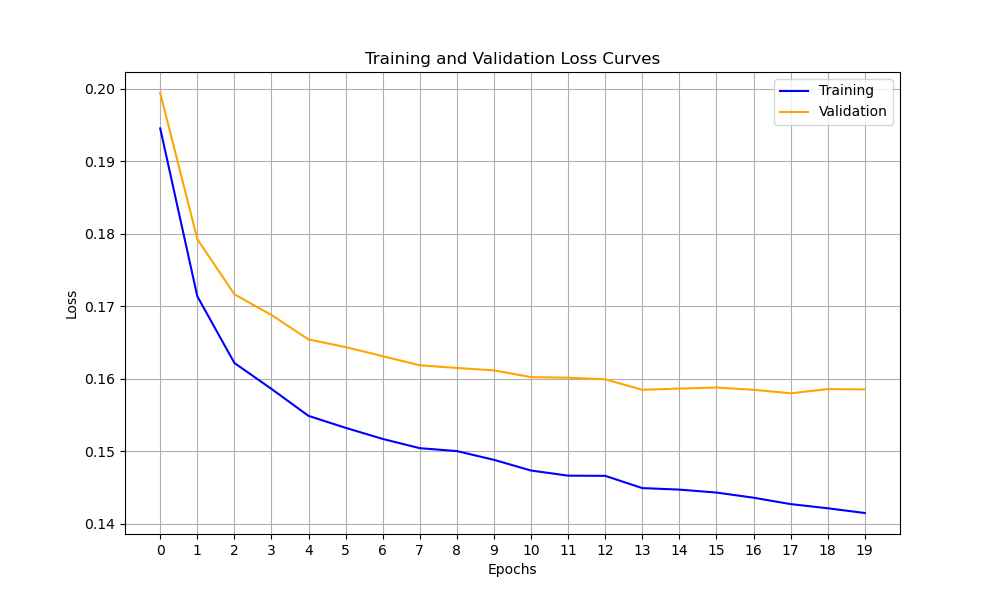 Training and Validation Loss Curves
Training
Validation
0.20
0.19
0.18
0.17
0.16
0.15
0.14
Loss
0 1 2 3 4 5 6 7 8 9 10 11 12 13 14 15 16 17 18 19
Epochs